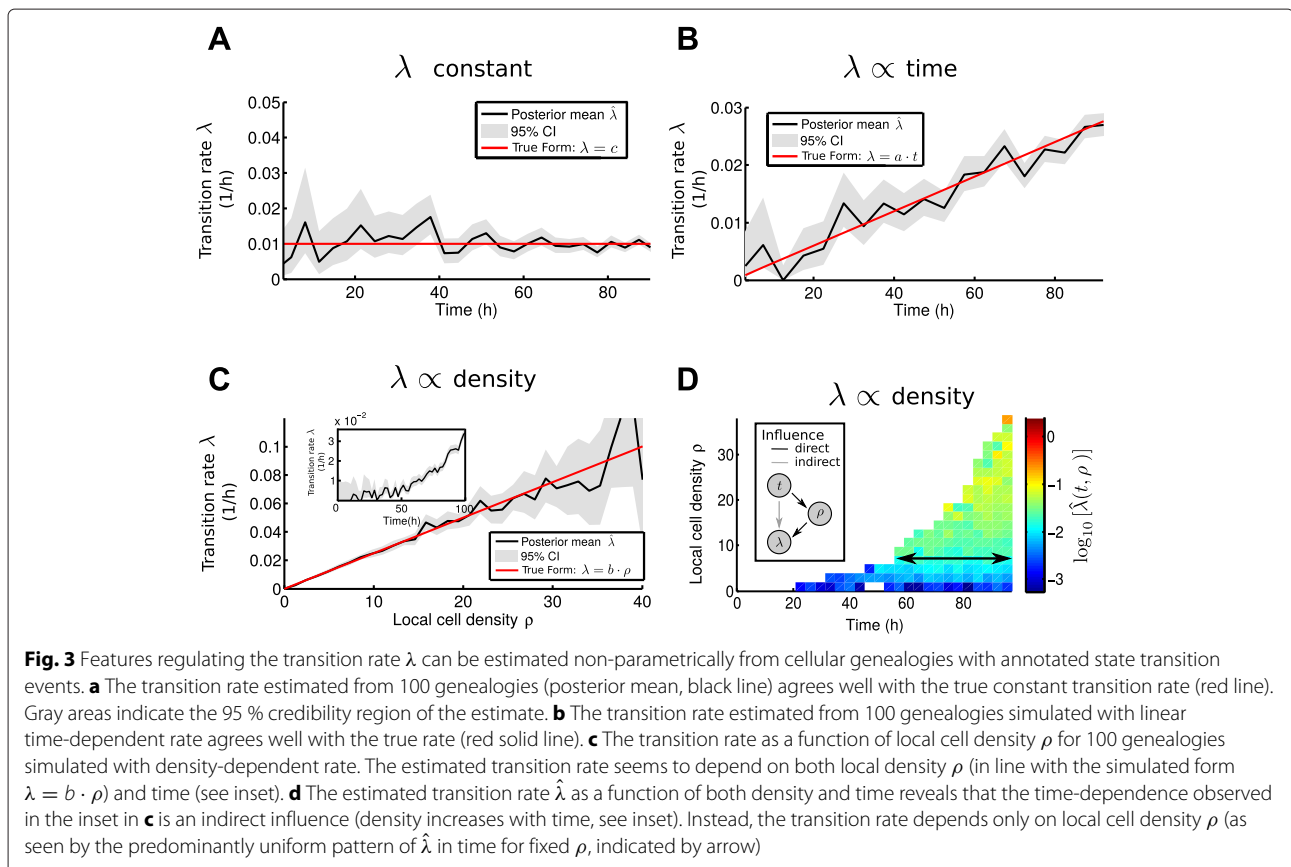 A
λ constant
Transition rate λ
(1/h)
0.05
0.04
0.03
0.02
0.01
0
Posterior mean λ̂
95% CI
True Form: λ = c
20 40 60 80
Time (h)
B
λ ∝ time
Transition rate λ
(1/h)
0.03
0.02
0.01
0
Posterior mean λ̂
95% CI
True Form: λ = a · t
20 40 60 80
Time (h)
C
λ ∝ density
Transition rate λ
(1/h)
0.1
0.08
0.06
0.04
0.02
0
x 10⁻²
Transition rate λ
(1/h)
3
2
1
0 50 100
Time(h)
Posterior mean λ̂
95% CI
True Form: λ = b · ρ
0 10 20 30 40
Local cell density ρ
D
λ ∝ density
Local cell density ρ
30
20
10
0
Influence
direct
indirect
t
ρ
λ
0 20 40 60 80
Time (h)
0
-1
-2
-3
log₁₀ [λ̂(t, ρ)]
Fig. 3 Features regulating the transition rate λ can be estimated non-parametrically from cellular genealogies with annotated state transition
events. a The transition rate estimated from 100 genealogies (posterior mean, black line) agrees well with the true constant transition rate (red line).
Gray areas indicate the 95 % credibility region of the estimate. b The transition rate estimated from 100 genealogies simulated with linear
time-dependent rate agrees well with the true rate (red solid line). c The transition rate as a function of local cell density ρ for 100 genealogies
simulated with density-dependent rate. The estimated transition rate seems to depend on both local density ρ (in line with the simulated form
λ = b · ρ) and time (see inset). d The estimated transition rate λ̂ as a function of both density and time reveals that the time-dependence observed
in the inset in c is an indirect influence (density increases with time, see inset). Instead, the transition rate depends only on local cell density ρ (as
seen by the predominantly uniform pattern of λ̂ in time for fixed ρ, indicated by arrow)